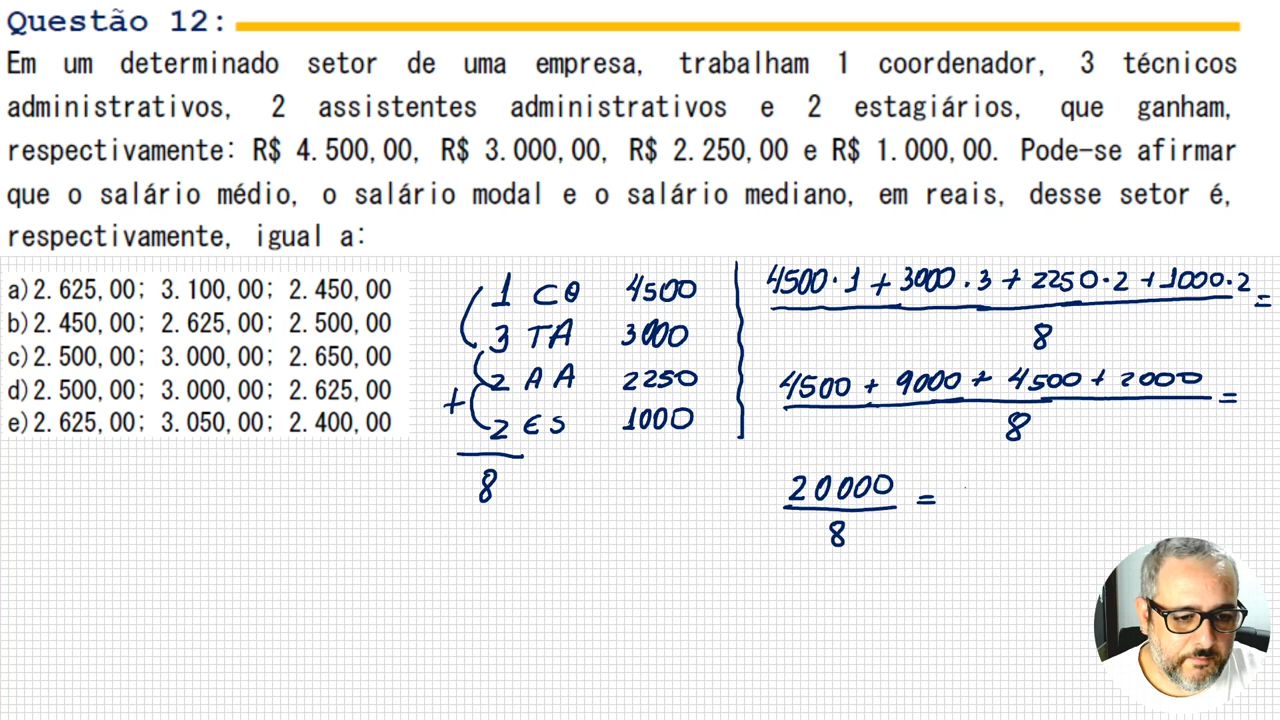 Questão 12:
Em um determinado setor de uma empresa, trabalham 1 coordenador, 3 técnicos
administrativos, 2 assistentes administrativos e 2 estagiários, que ganham,
respectivamente: R$ 4.500,00, R$ 3.000,00, R$ 2.250,00 e R$ 1.000,00. Pode-se afirmar
que o salário médio, o salário modal e o salário mediano, em reais, desse setor é,
respectivamente, igual a:
a) 2.625,00; 3.100,00; 2.450,00
b) 2.450,00; 2.625,00; 2.500,00
c) 2.500,00; 3.000,00; 2.650,00
d) 2.500,00; 3.000,00; 2.625,00
e) 2.625,00; 3.050,00; 2.400,00
1 CO 4500
3 TA 3000
2 AA 2250
+ 2 ES 1000
8
4500·1 + 3000·3 + 2250·2 + 1000·2 =
8
4500 + 9000 + 4500 + 2000 =
8
20000 =
8